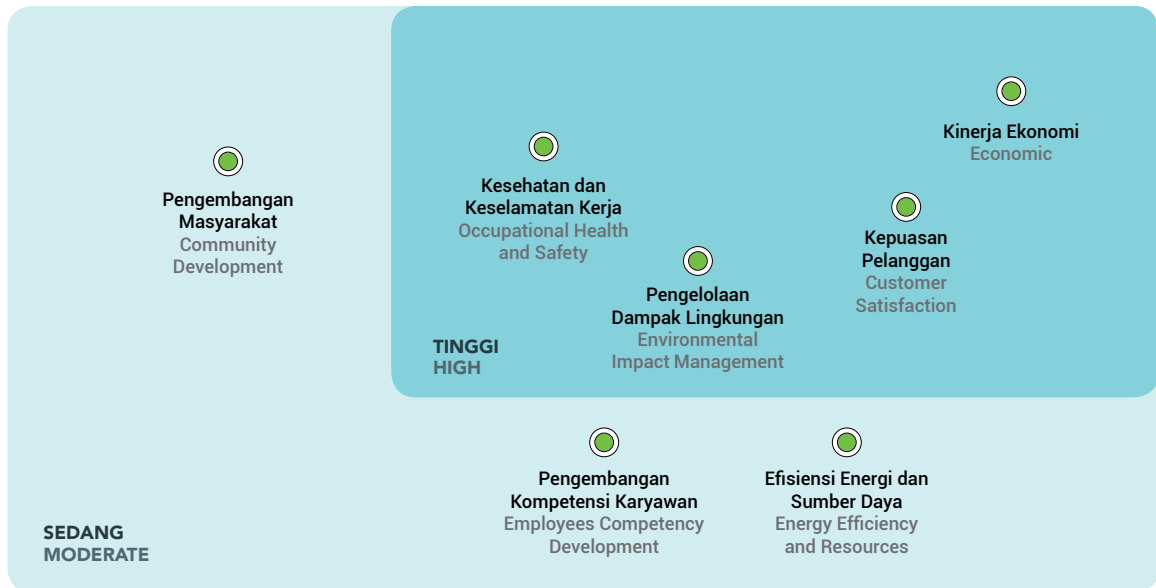 Kinerja Ekonomi
Economic
Pengembangan
Masyarakat
Community
Development
Kesehatan dan
Keselamatan Kerja
Occupational Health
and Safety
Kepuasan
Pelanggan
Customer
Satisfaction
Pengelolaan
Dampak Lingkungan
Environmental
Impact Management
TINGGI
HIGH
Pengembangan
Kompetensi Karyawan
Employees Competency
Development
Efisiensi Energi dan
Sumber Daya
Energy Efficiency
and Resources
SEDANG
MODERATE